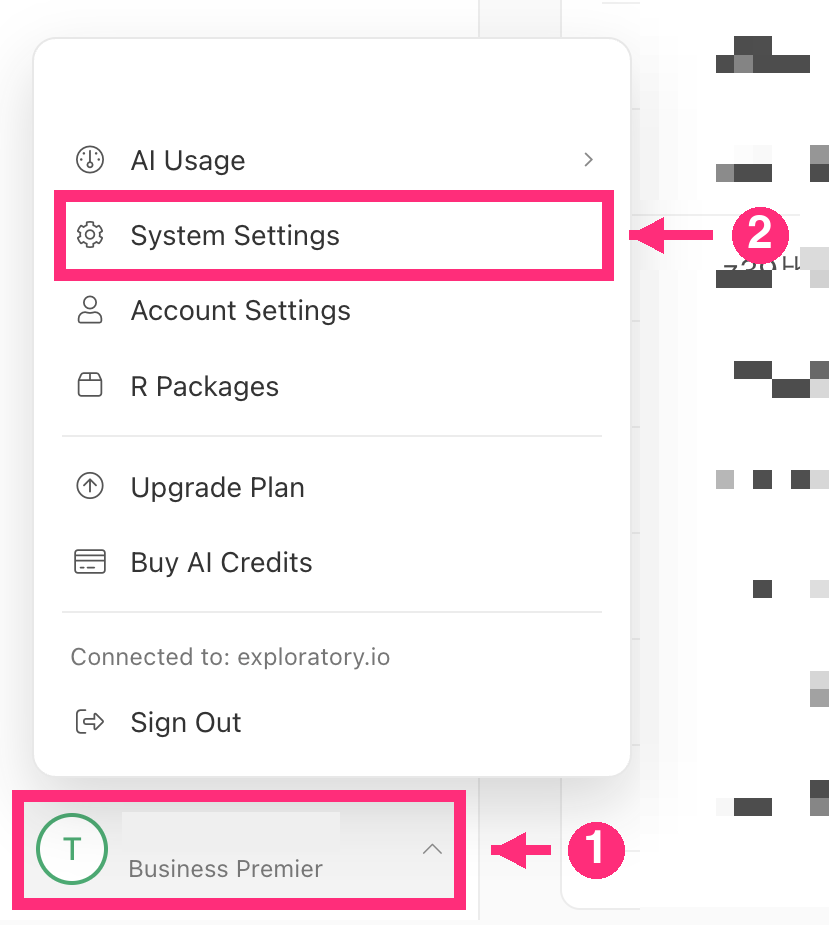 AI Usage
System Settings
2
Account Settings
R Packages
Upgrade Plan
Buy AI Credits
Connected to: exploratory.io
Sign Out
T
Business Premier
1